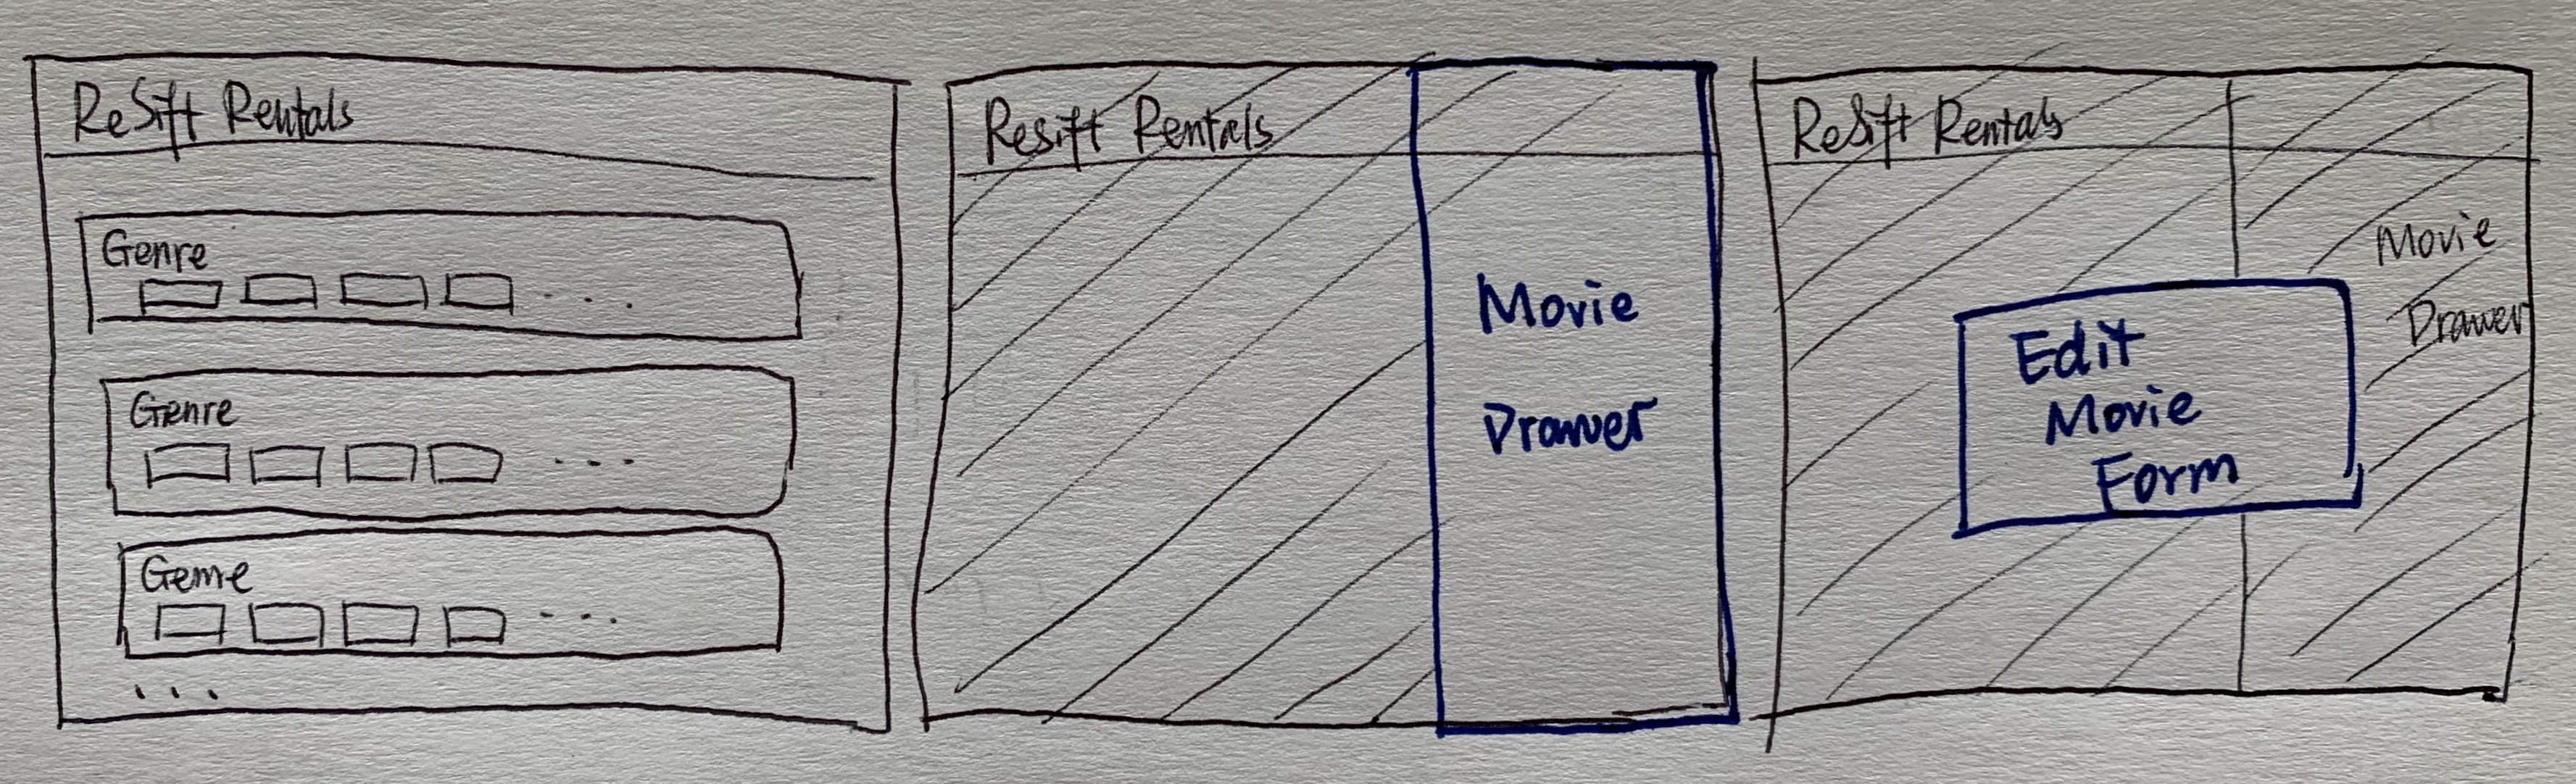 ReSift Rentals
Genre
. . .
Genre
. . .
Genre
. . .
. . .
Resift Rentals
Movie
Drawer
ReSift Rentals
Movie
Drawer
Edit
Movie
Form